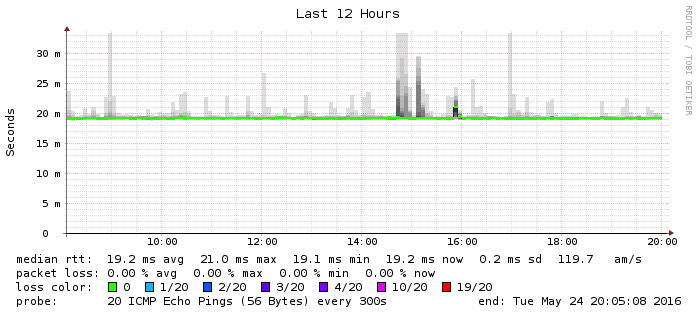 Last 12 Hours
RRDTOOL / TOBI OETIKER
Seconds
30 m
25 m
20 m
15 m
10 m
5 m
0
10:00 12:00 14:00 16:00 18:00 20:00
median rtt: 19.2 ms avg 21.0 ms max 19.1 ms min 19.2 ms now 0.2 ms sd 119.7 am/s
packet loss: 0.00 % avg 0.00 % max 0.00 % min 0.00 % now
loss color: 0 1/20 2/20 3/20 4/20 10/20 19/20
probe: 20 ICMP Echo Pings (56 Bytes) every 300s end: Tue May 24 20:05:08 2016